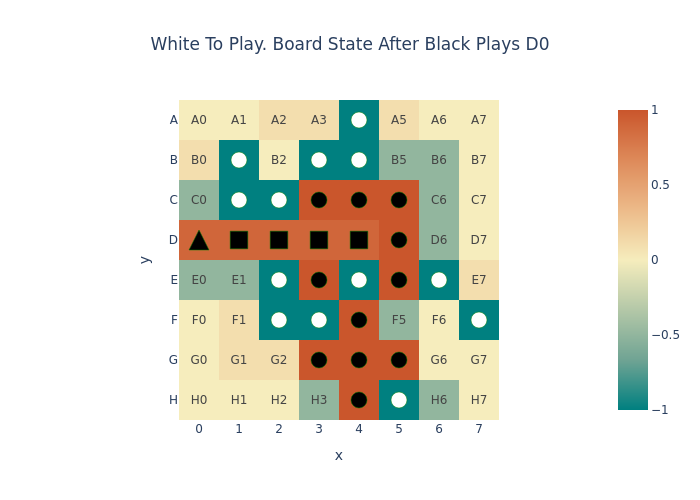 White To Play. Board State After Black Plays D0
A A0 A1 A2 A3 A5 A6 A7
B B0 B2 B5 B6 B7
C C0 C6 C7
D D6 D7
E E0 E1 E7
F F0 F1 F5 F6
G G0 G1 G2 G6 G7
H H0 H1 H2 H3 H6 H7
0 1 2 3 4 5 6 7
x
y
1
0.5
0
−0.5
−1